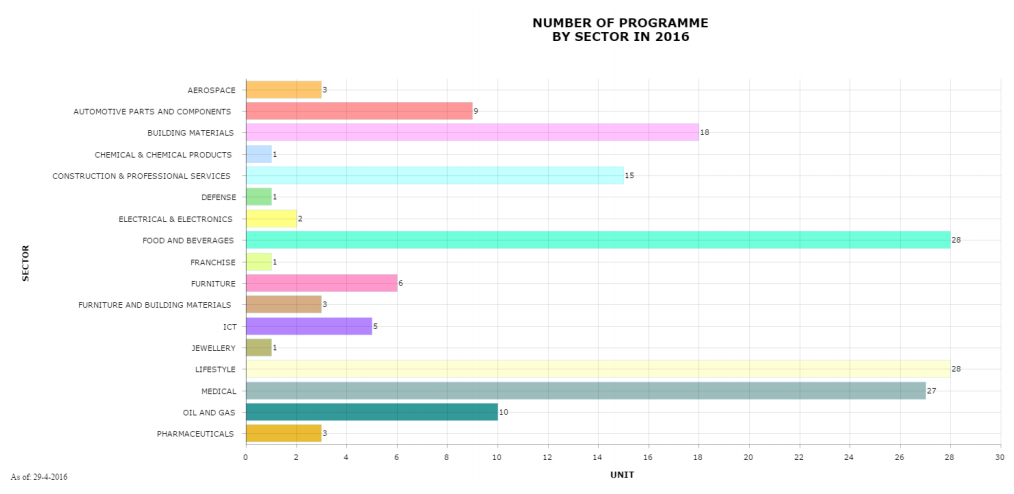 NUMBER OF PROGRAMME
BY SECTOR IN 2016
SECTOR
AEROSPACE 3
AUTOMOTIVE PARTS AND COMPONENTS 9
BUILDING MATERIALS 18
CHEMICAL & CHEMICAL PRODUCTS 1
CONSTRUCTION & PROFESSIONAL SERVICES 15
DEFENSE 1
ELECTRICAL & ELECTRONICS 2
FOOD AND BEVERAGES 28
FRANCHISE 1
FURNITURE 6
FURNITURE AND BUILDING MATERIALS 3
ICT 5
JEWELLERY 1
LIFESTYLE 28
MEDICAL 27
OIL AND GAS 10
PHARMACEUTICALS 3
0 2 4 6 8 10 12 14 16 18 20 22 24 26 28 30
UNIT
As of: 29-4-2016